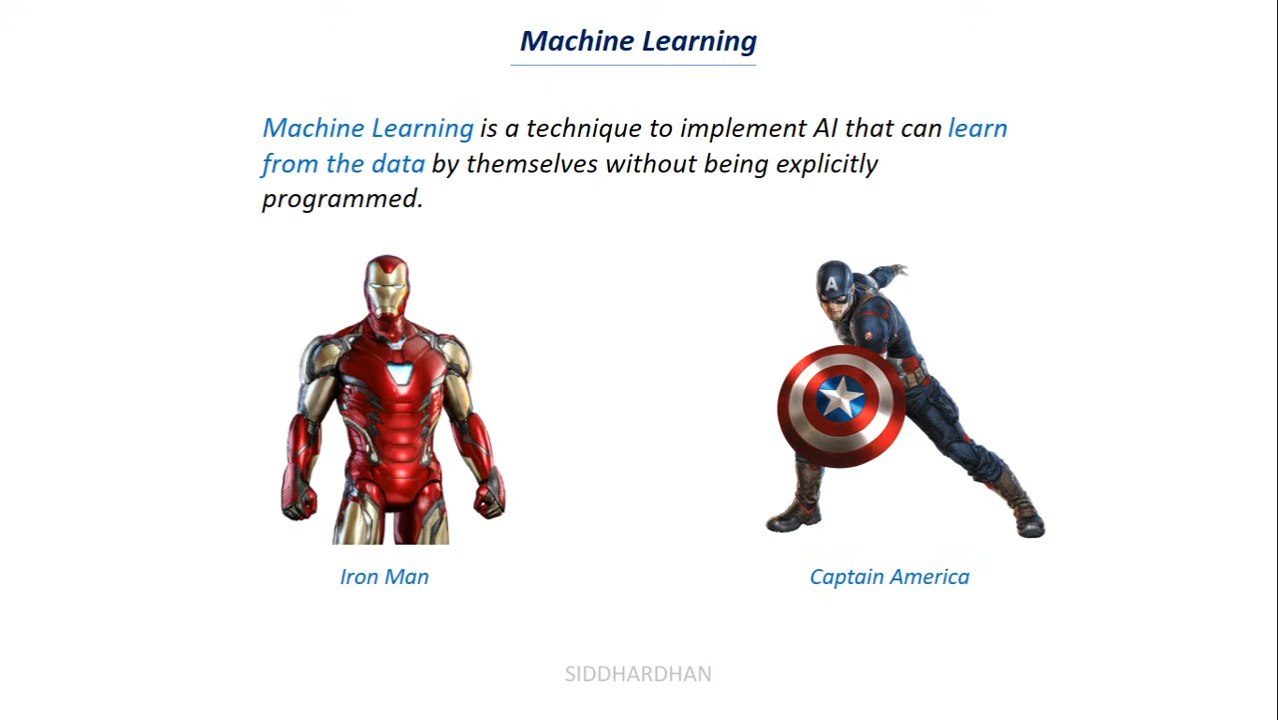 Machine Learning
Machine Learning is a technique to implement AI that can learn
from the data by themselves without being explicitly
programmed.
A
Iron Man
Captain America
SIDDHARDHAN